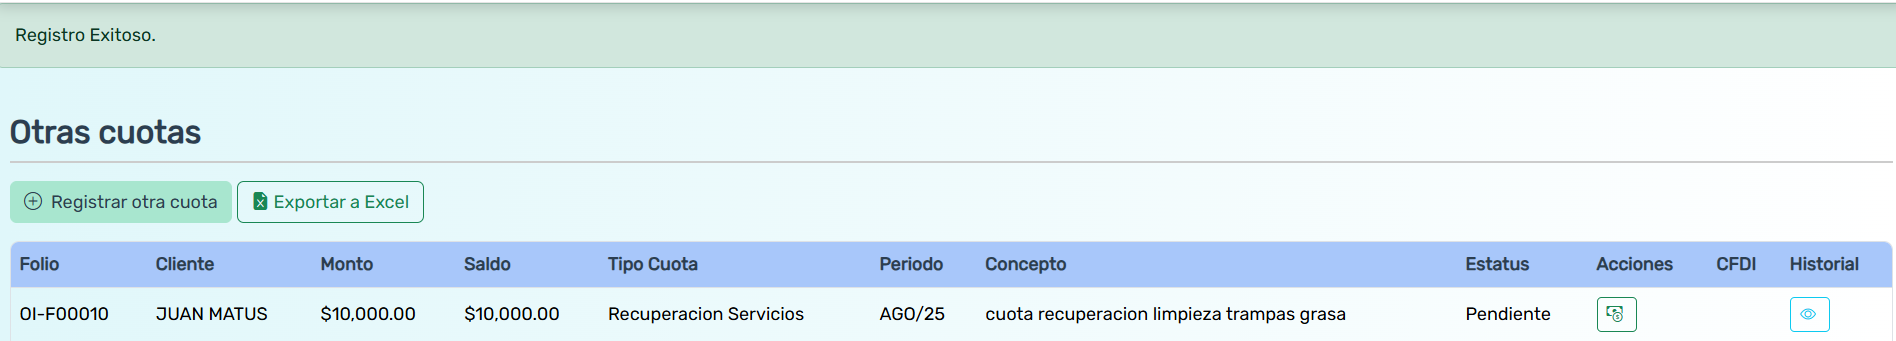 Registro Exitoso.
Otras cuotas
Registrar otra cuota Exportar a Excel
Folio Cliente Monto Saldo Tipo Cuota Periodo Concepto Estatus Acciones CFDI Historial
OI-F00010 JUAN MATUS $10,000.00 $10,000.00 Recuperacion Servicios AGO/25 cuota recuperacion limpieza trampas grasa Pendiente